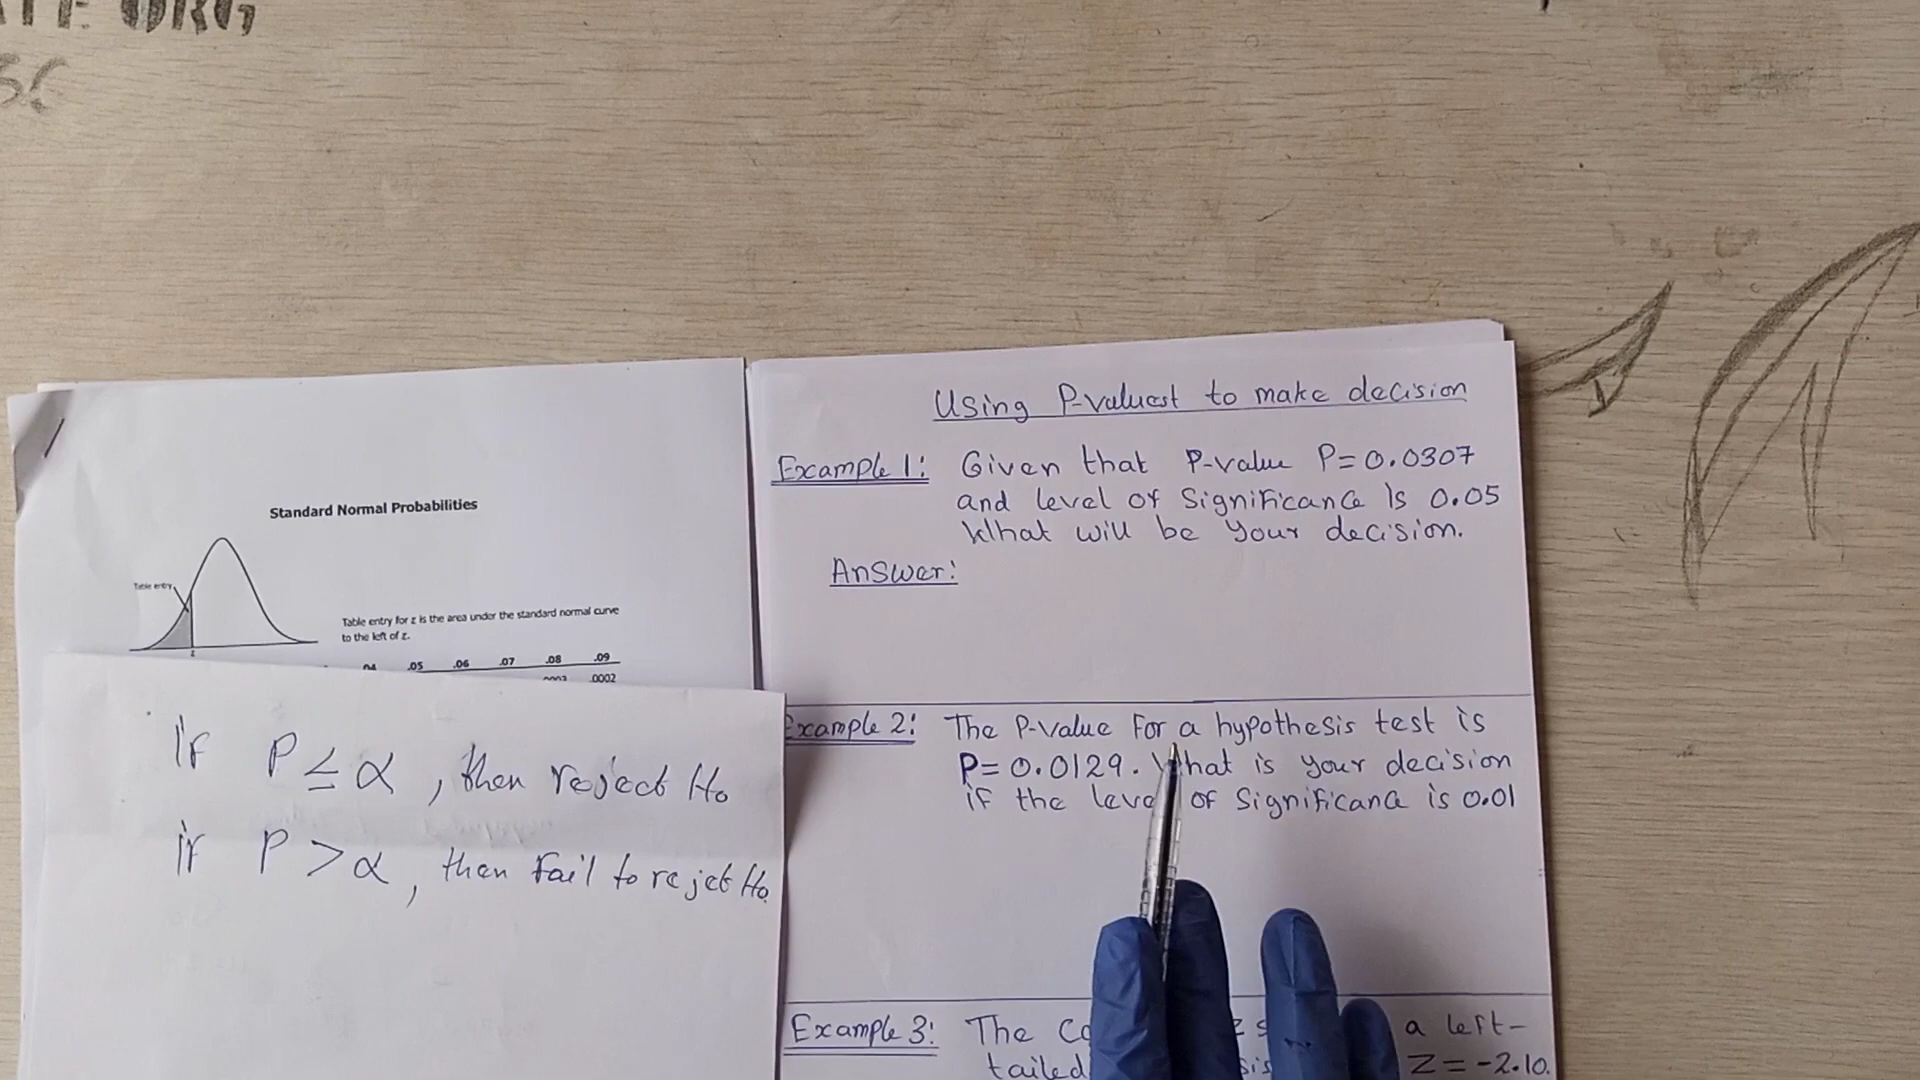 ORG
Standard Normal Probabilities
Table entry
z
Table entry for z is the area under the standard normal curve
to the left of z.
.05 .06 .07 .08 .09
.0002
if P ≤ α, then reject Ho
if P > α, then fail to rejet Ho.
Using P-valuest to make decision
Example 1: Given that P-value P=0.0307
and level of significance is 0.05
What will be your decision.
Answer:
Example 2: The P-value for a hypothesis test is
P=0.0129. What is your decision
if the level of significance is 0.01
Example 3: The a left-
tailed Z=-2.10.